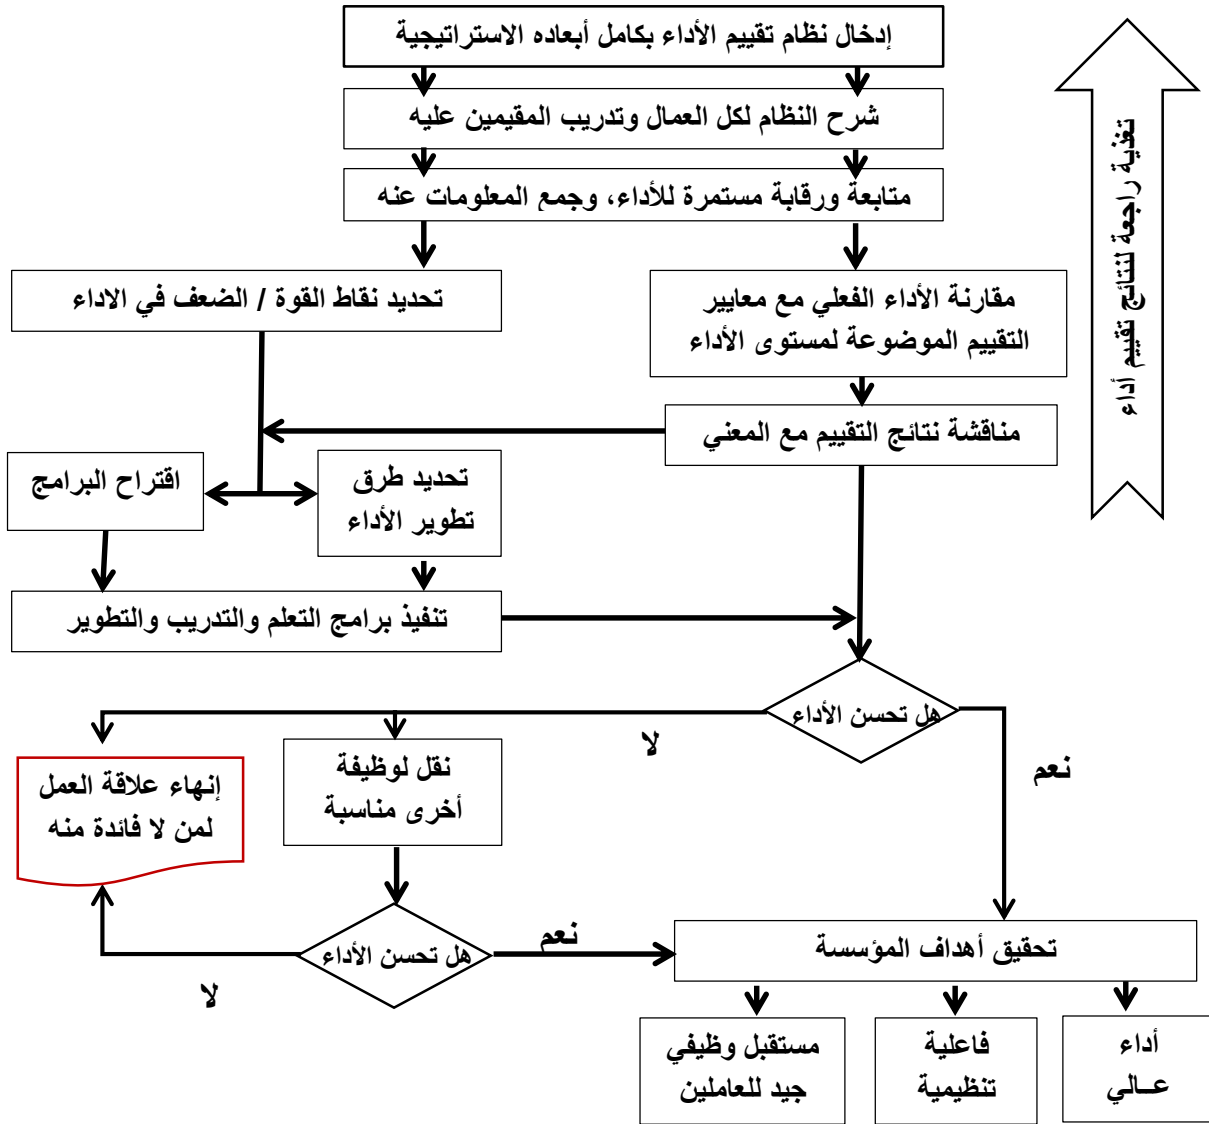 إدخال نظام تقييم الأداء بكامل أبعاده الاستراتيجية
شرح النظام لكل العمال وتدريب المقيمين عليه
متابعة ورقابة مستمرة للأداء، وجمع المعلومات عنه
تغذية راجعة لنتائج تقييم أداء
مقارنة الأداء الفعلي مع معايير
التقييم الموضوعة لمستوى الأداء
تحديد نقاط القوة / الضعف في الاداء
مناقشة نتائج التقييم مع المعني
تحديد طرق
تطوير الأداء
اقتراح البرامج
تنفيذ برامج التعلم والتدريب والتطوير
هل تحسن الأداء
نعم
لا
نقل لوظيفة
أخرى مناسبة
إنهاء علاقة العمل
لمن لا فائدة منه
هل تحسن الأداء
نعم
لا
تحقيق أهداف المؤسسة
أداء
عــالي
فاعلية
تنظيمية
مستقبل وظيفي
جيد للعاملين